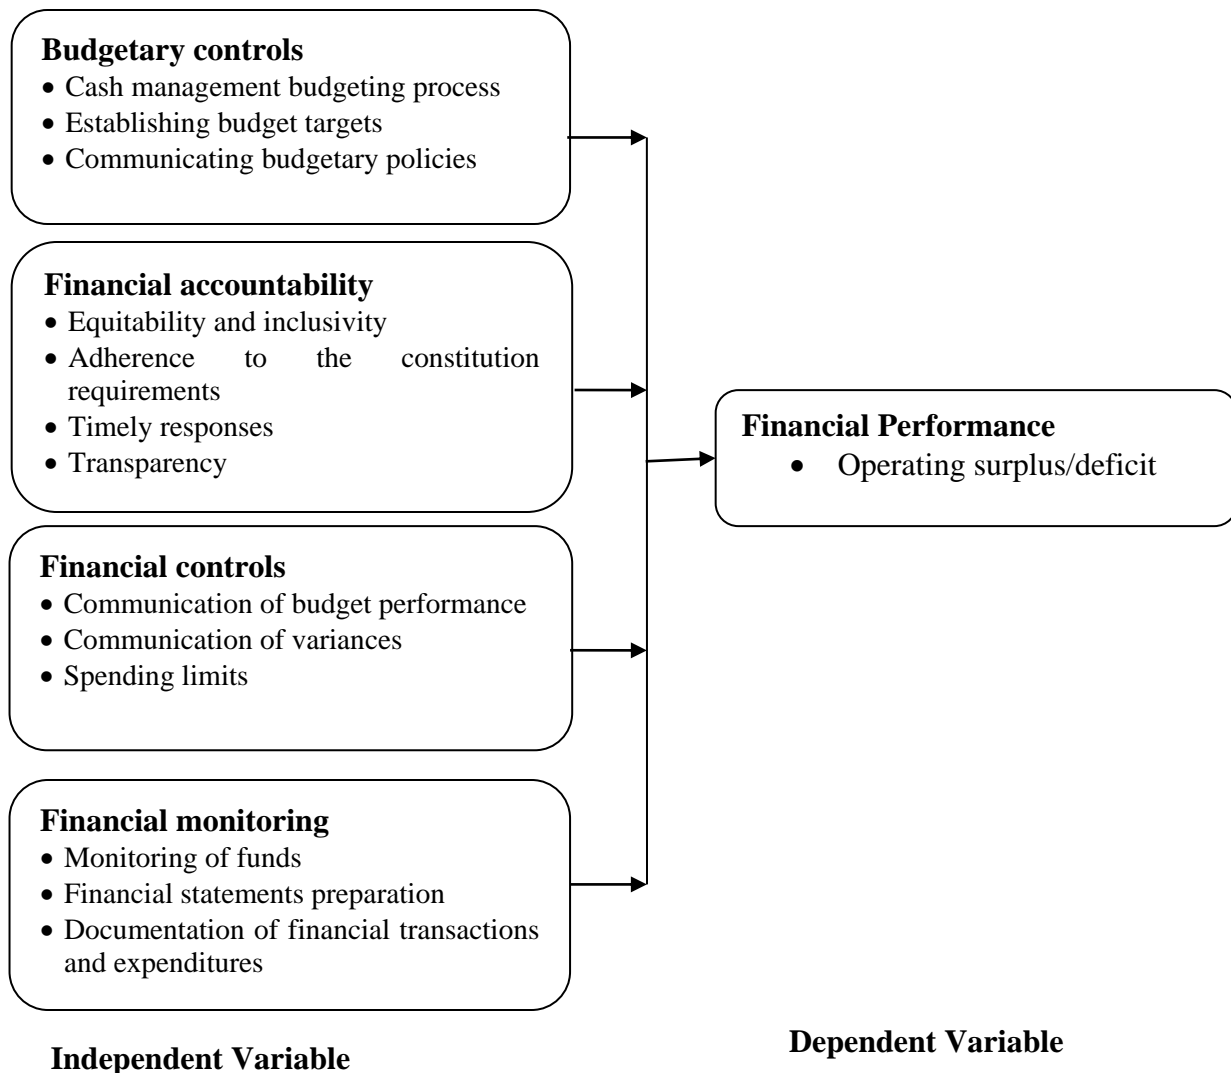 Budgetary controls
• Cash management budgeting process
• Establishing budget targets
• Communicating budgetary policies
Financial accountability
• Equitability and inclusivity
• Adherence to the constitution
requirements
• Timely responses
• Transparency
Financial controls
• Communication of budget performance
• Communication of variances
• Spending limits
Financial monitoring
• Monitoring of funds
• Financial statements preparation
• Documentation of financial transactions
and expenditures
Independent Variable
Financial Performance
• Operating surplus/deficit
Dependent Variable